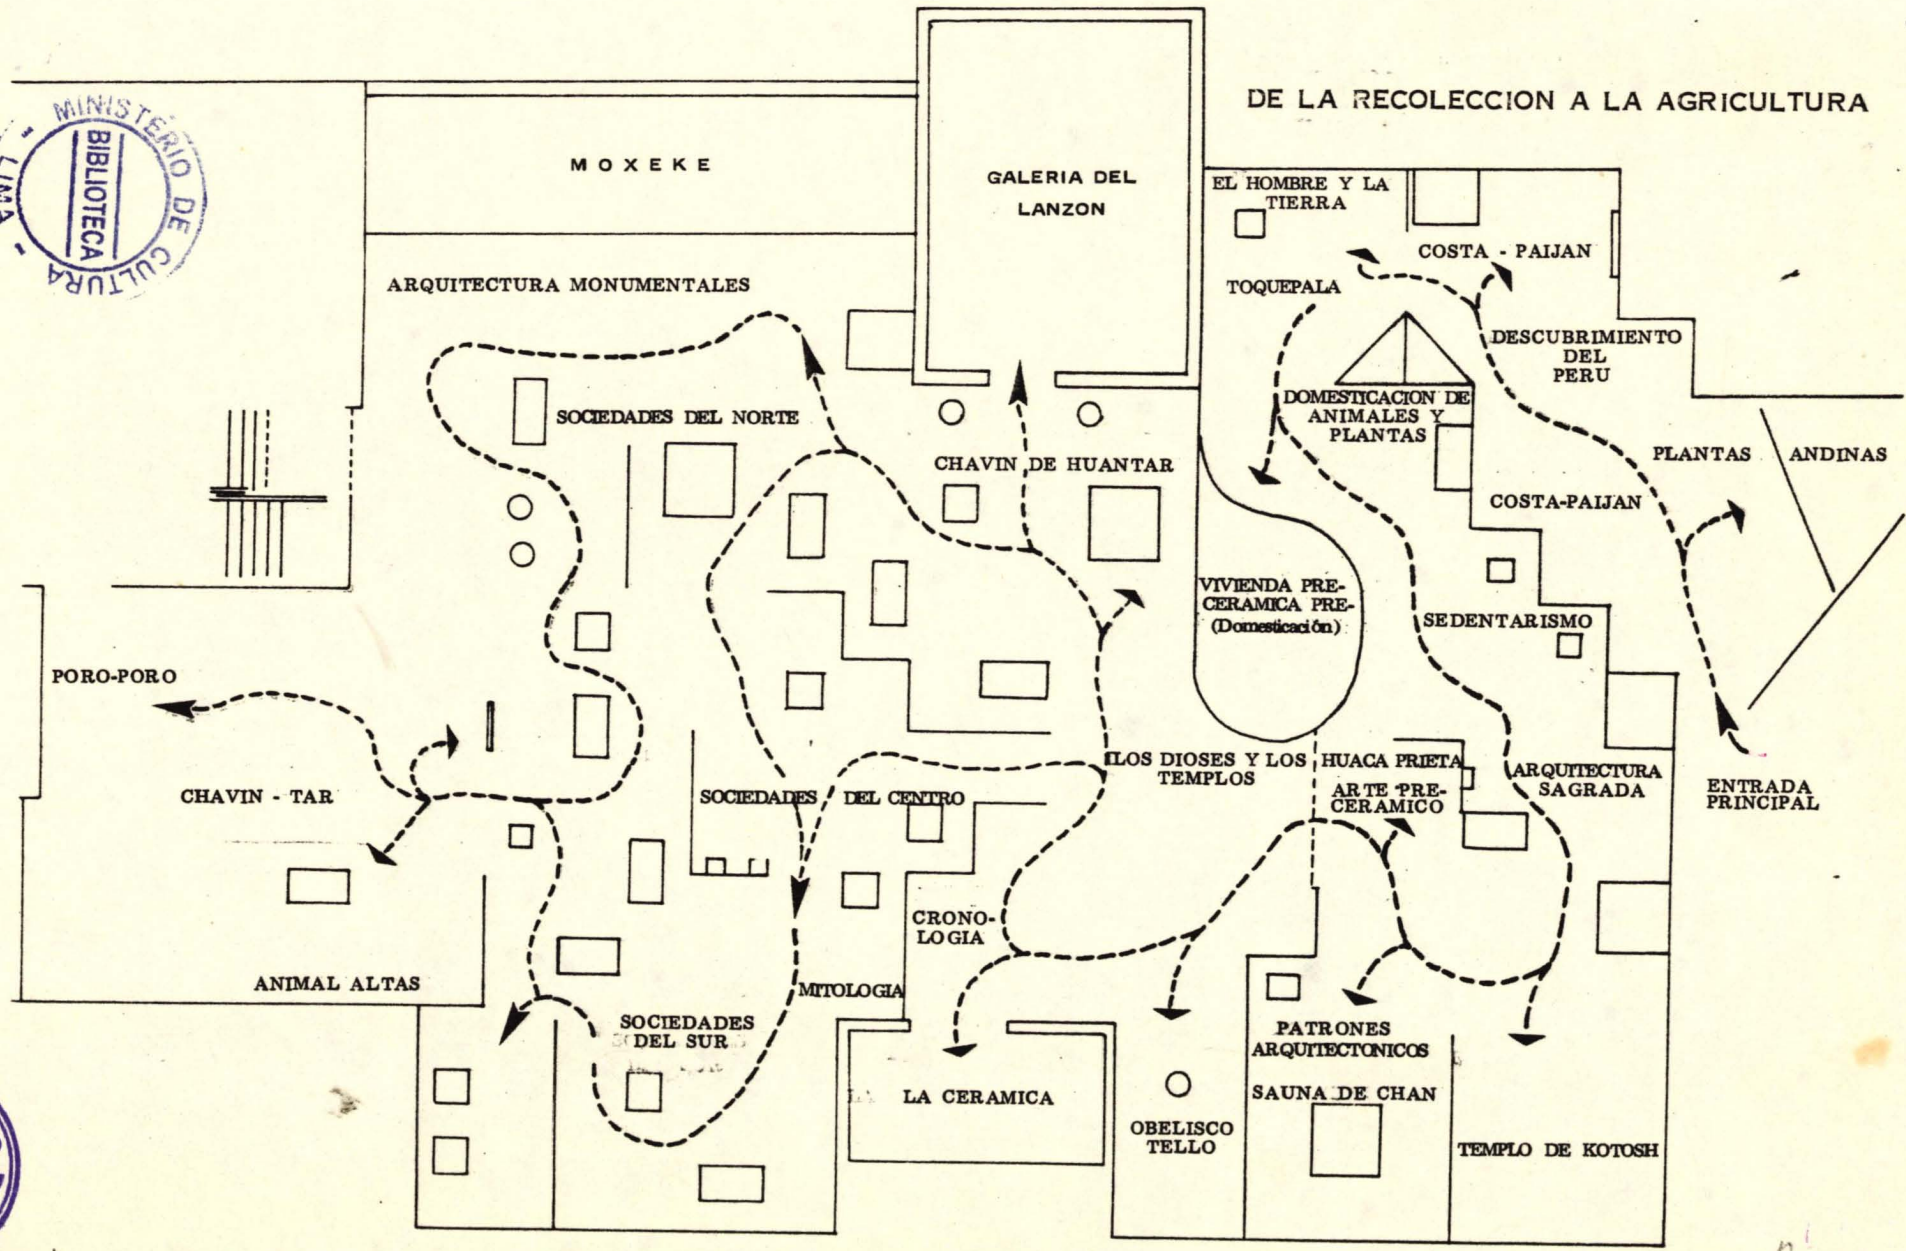 DE LA RECOLECCION A LA AGRICULTURA
MINISTERIO DE CULTURA - LIMA -
BIBLIOTECA
MOXEKE
GALERIA DEL
LANZON
EL HOMBRE Y LA
TIERRA
COSTA - PAIJAN
TOQUEPALA
ARQUITECTURA MONUMENTALES
DESCUBRIMIENTO
DEL
PERU
DOMESTICACION DE
ANIMALES Y
PLANTAS
SOCIEDADES DEL NORTE
CHAVIN DE HUANTAR
PLANTAS
ANDINAS
COSTA-PAIJAN
VIVIENDA PRE-
CERAMICA PRE-
(Domesticación)
SEDENTARISMO
PORO-PORO
LOS DIOSES Y LOS
TEMPLOS
HUACA PRIETA
ARTE PRE-
CERAMICO
ARQUITECTURA
SAGRADA
ENTRADA
PRINCIPAL
CHAVIN - TAR
SOCIEDADES DEL CENTRO
CRONO-
LOGIA
ANIMAL ALTAS
MITOLOGIA
SOCIEDADES
DEL SUR
PATRONES
ARQUITECTONICOS
LA CERAMICA
SAUNA DE CHAN
OBELISCO
TELLO
TEMPLO DE KOTOSH